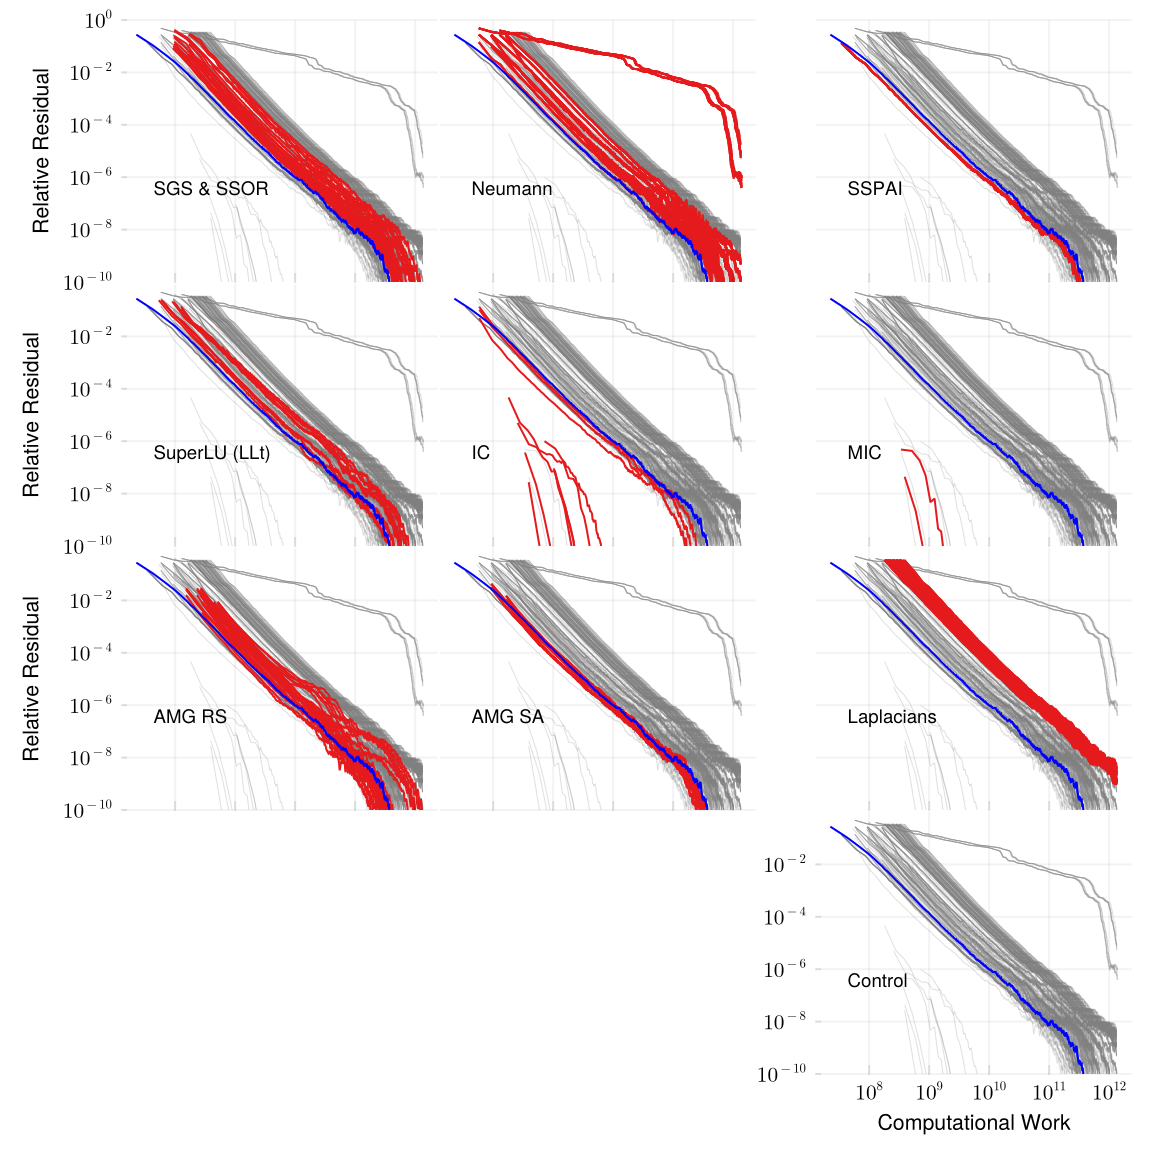 10^0
10^−2
10^−4
10^−6
10^−8
10^−10
Relative Residual
SGS & SSOR
Neumann
SSPAI
10^−2
10^−4
10^−6
10^−8
10^−10
Relative Residual
SuperLU (LLt)
IC
MIC
10^−2
10^−4
10^−6
10^−8
10^−10
Relative Residual
AMG RS
AMG SA
Laplacians
10^−2
10^−4
10^−6
10^−8
10^−10
Control
10^8 10^9 10^10 10^11 10^12
Computational Work